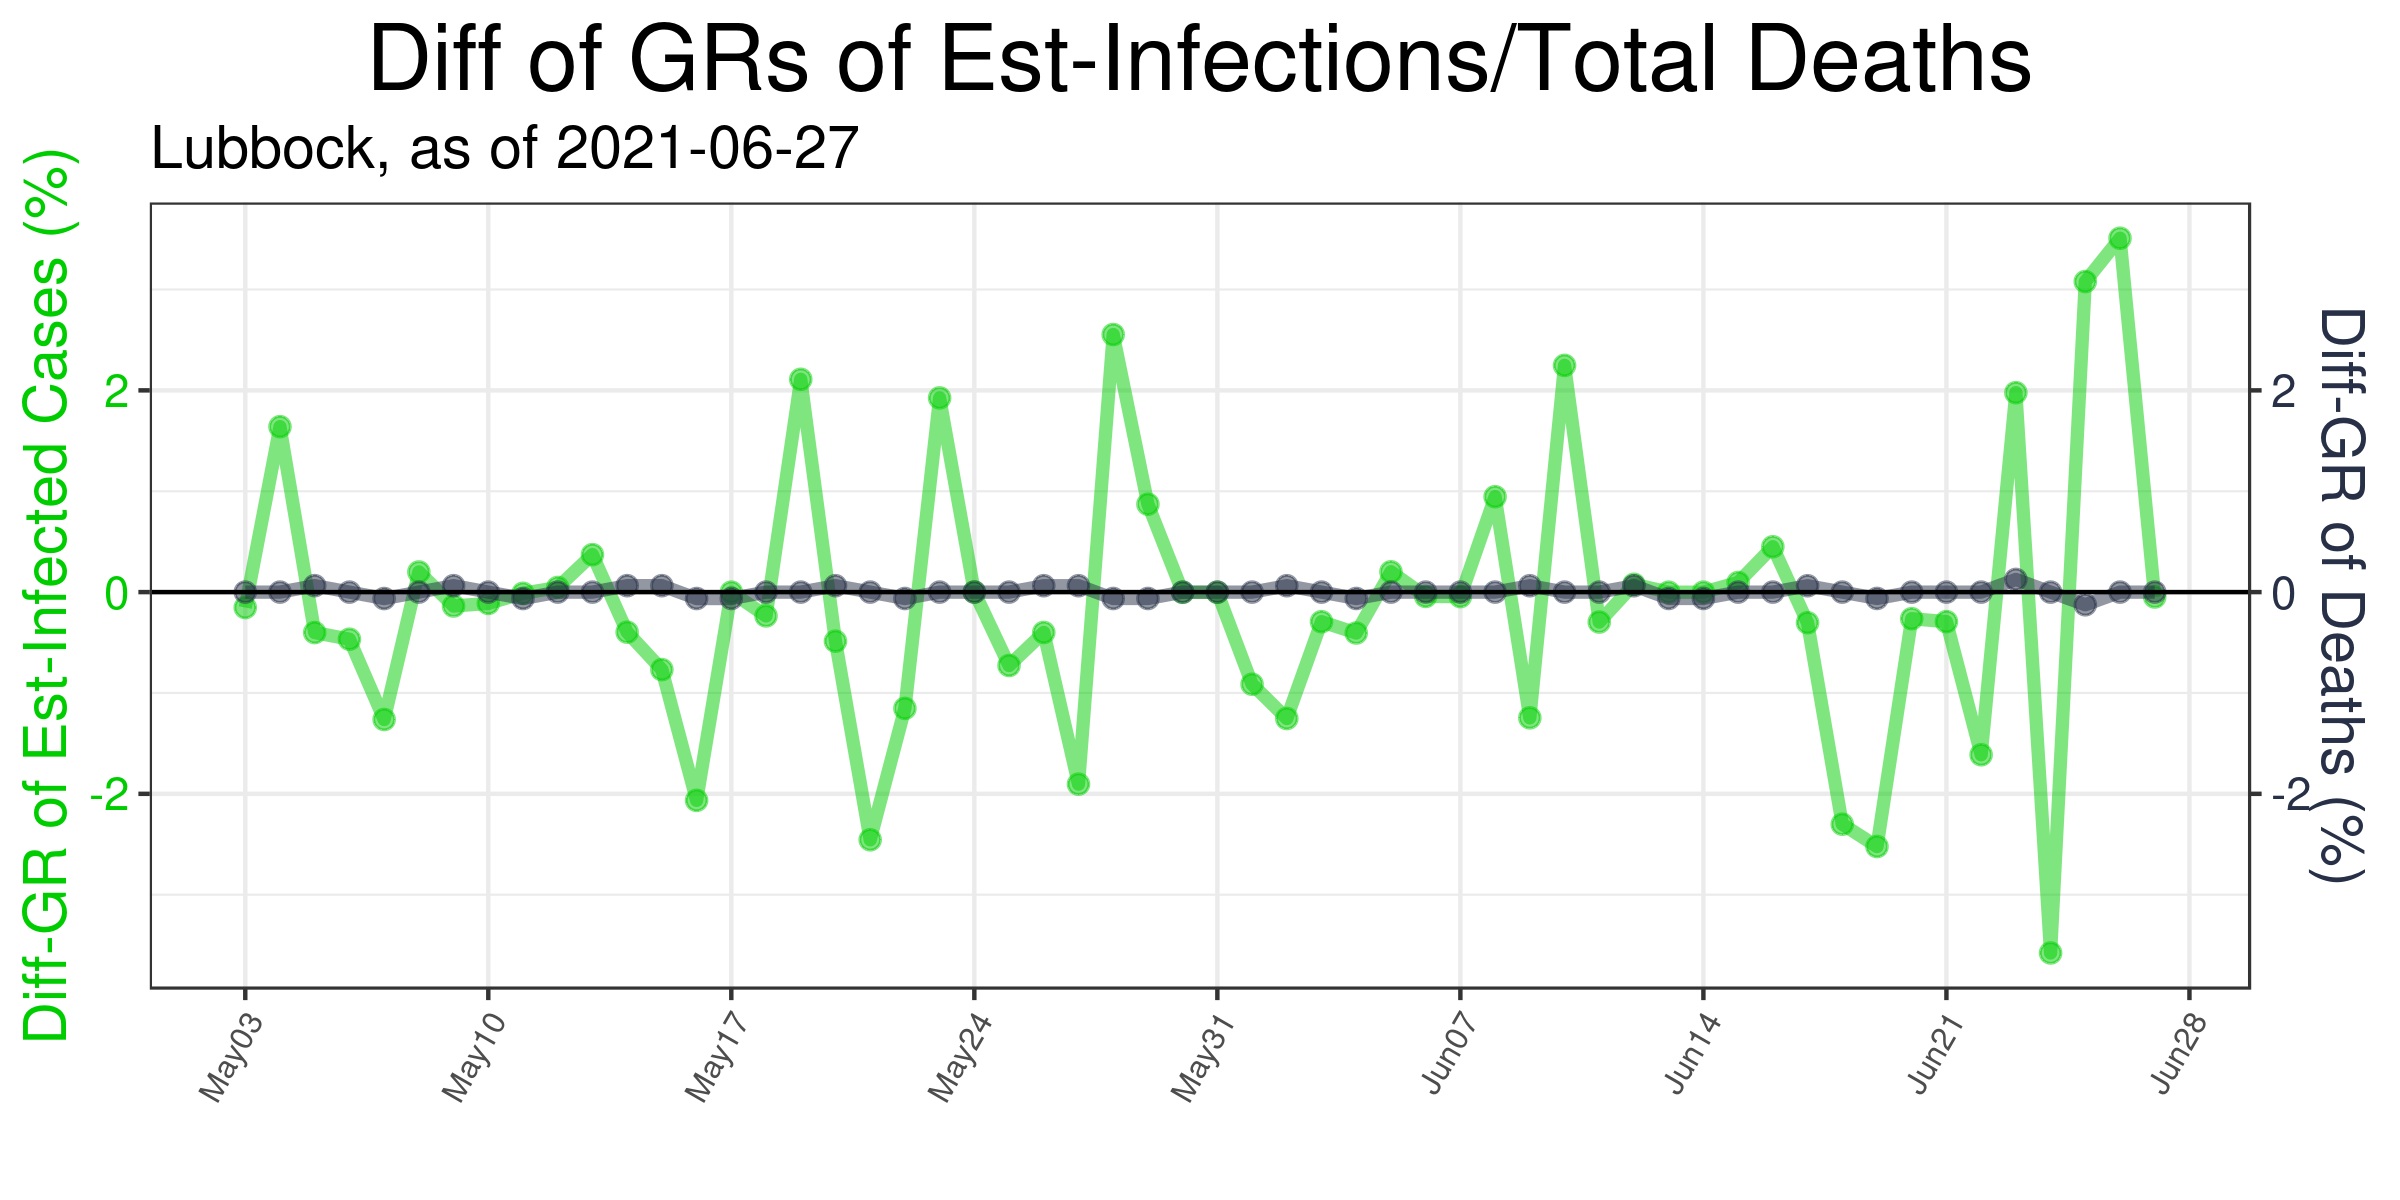 Diff of GRs of Est-Infections/Total Deaths
Lubbock, as of 2021-06-27
Diff-GR of Est-Infected Cases (%)
2
0
-2
2
0
-2
Diff-GR of Deaths (%)
May03
May10
May17
May24
May31
Jun07
Jun14
Jun21
Jun28